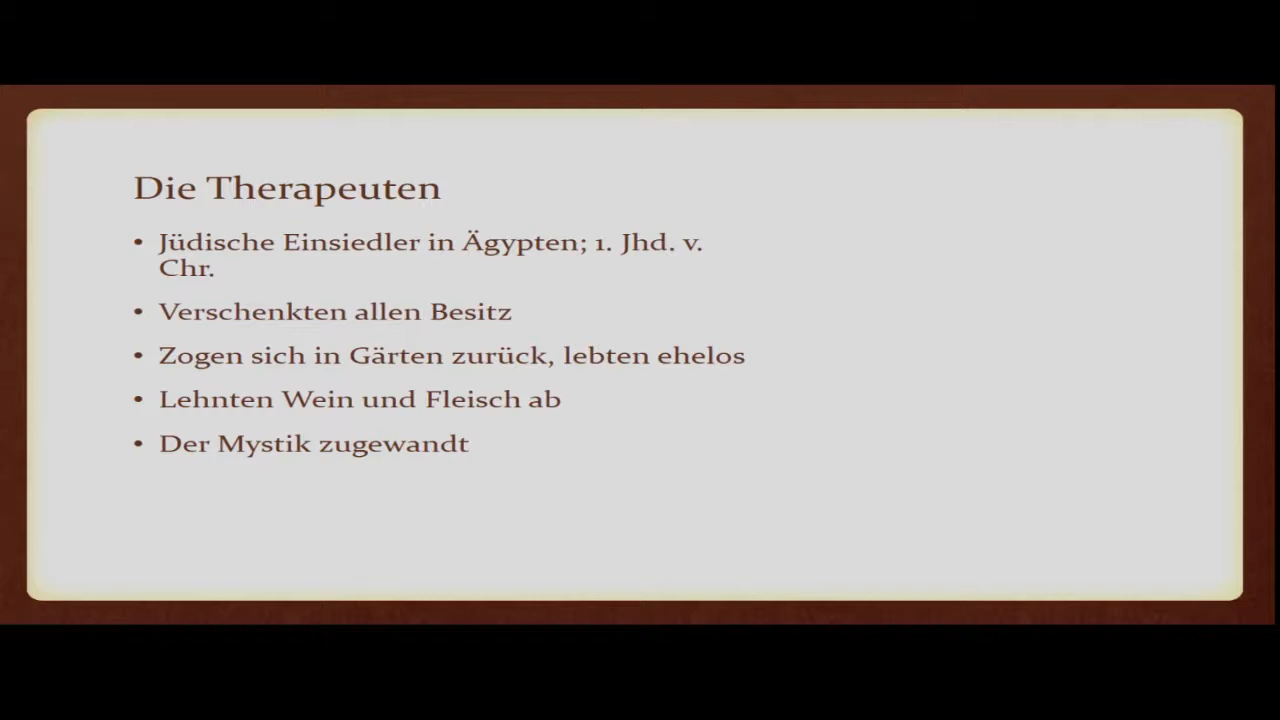 Die Therapeuten
• Jüdische Einsiedler in Ägypten; 1. Jhd. v.
Chr.
• Verschenkten allen Besitz
• Zogen sich in Gärten zurück, lebten ehelos
• Lehnten Wein und Fleisch ab
• Der Mystik zugewandt